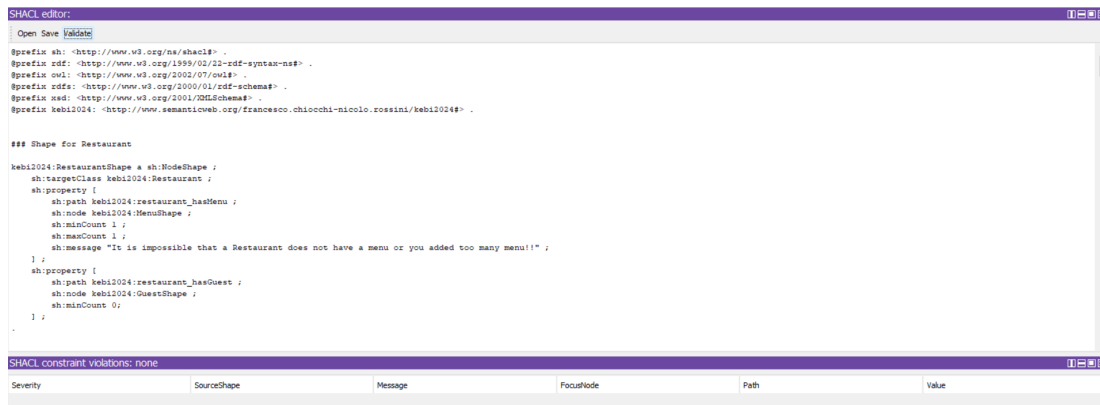 SHACL editor:
Open Save Validate
@prefix sh: <http://www.w3.org/ns/shacl#> .
@prefix rdf: <http://www.w3.org/1999/02/22-rdf-syntax-ns#> .
@prefix owl: <http://www.w3.org/2002/07/owl#> .
@prefix rdfs: <http://www.w3.org/2000/01/rdf-schema#> .
@prefix xsd: <http://www.w3.org/2001/XMLSchema#> .
@prefix kebi2024: <http://www.semanticweb.org/francesco.chiocchi-nicolo.rossini/kebi2024#> .
### Shape for Restaurant
kebi2024:RestaurantShape a sh:NodeShape ;
sh:targetClass kebi2024:Restaurant ;
sh:property [
sh:path kebi2024:restaurant_hasMenu ;
sh:node kebi2024:MenuShape ;
sh:minCount 1 ;
sh:maxCount 1 ;
sh:message "It is impossible that a Restaurant does not have a menu or you added too many menu!!" ;
] ;
sh:property [
sh:path kebi2024:restaurant_hasGuest ;
sh:node kebi2024:GuestShape ;
sh:minCount 0;
] ;
.
SHACL constraint violations: none
Severity SourceShape Message FocusNode Path Value